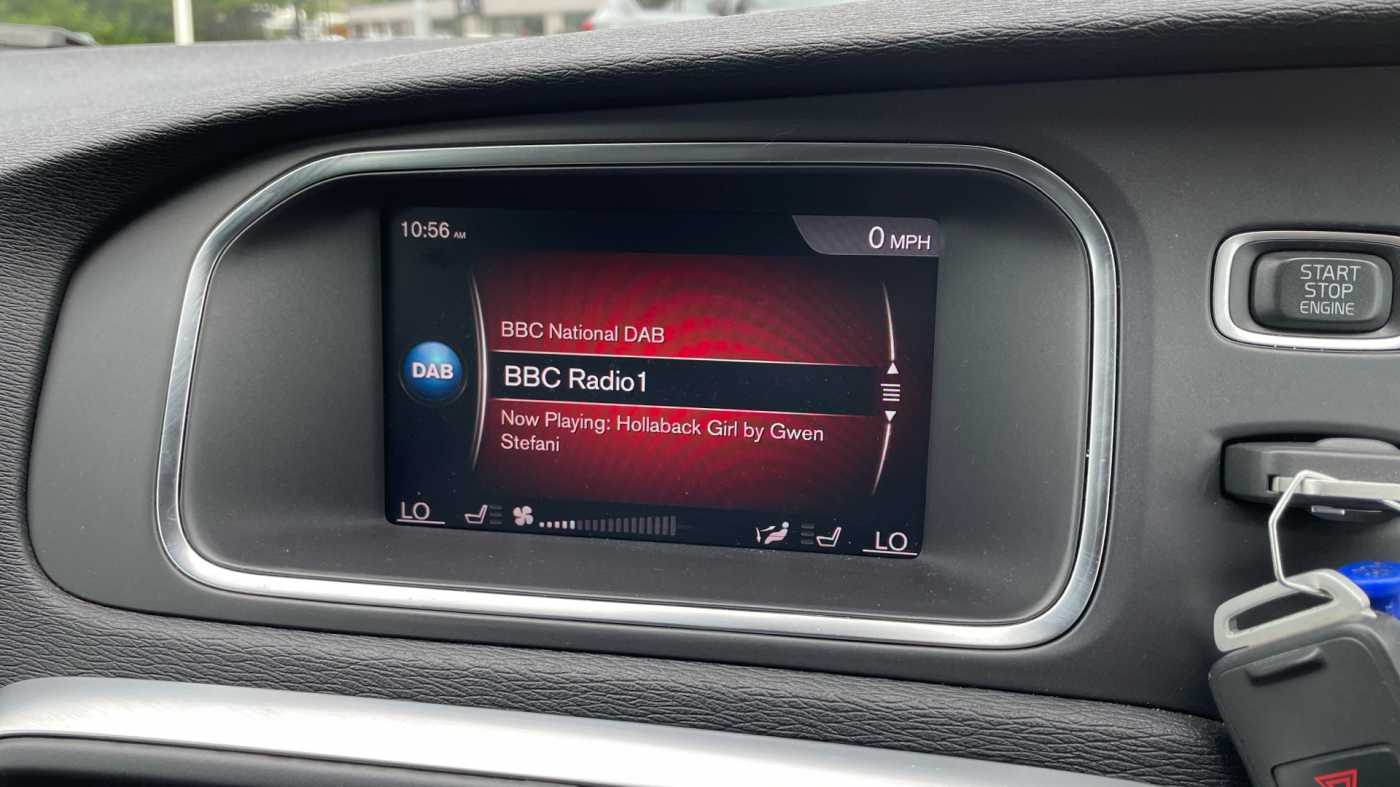 10:56 AM
0 MPH
BBC National DAB
DAB
BBC Radio1
Now Playing: Hollaback Girl by Gwen
Stefani
LO
LO
START
STOP
ENGINE